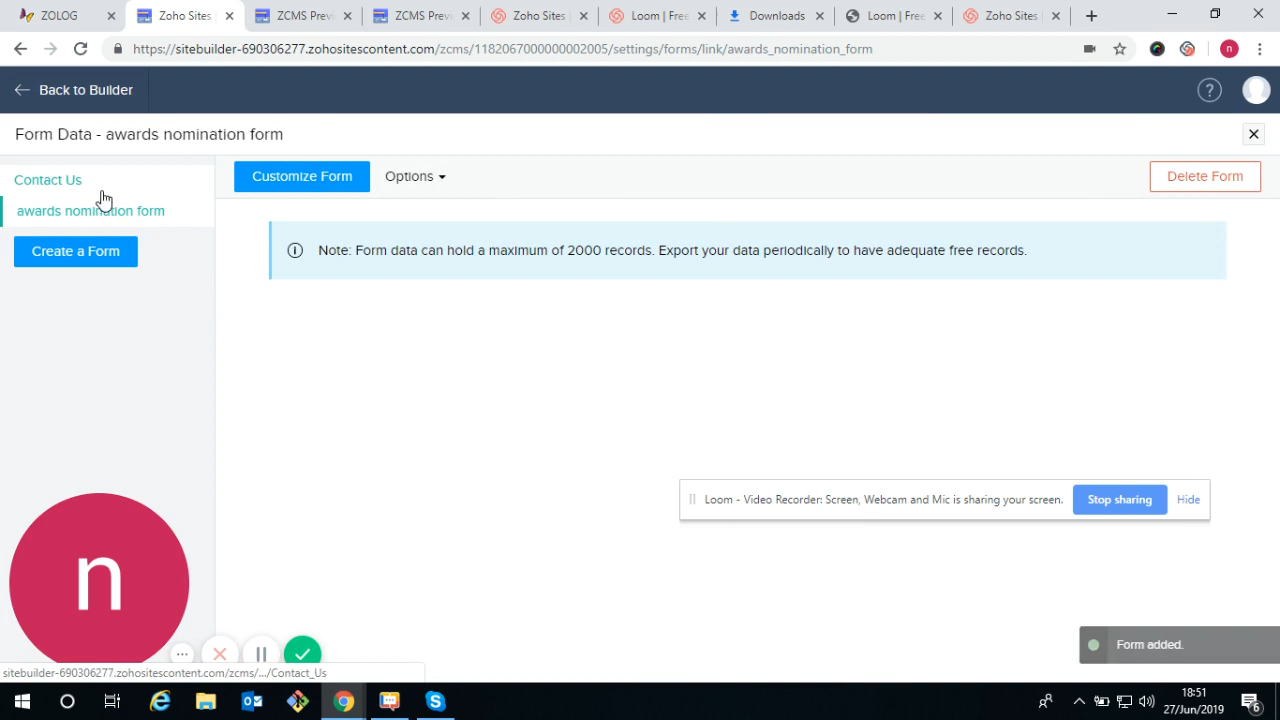 ZOLOG
Zoho Sites
ZCMS Prev
ZCMS Prev
Zoho Sites
Loom | Free
Downloads
Loom | Free
Zoho Sites
https://sitebuilder-690306277.zohositescontent.com/zcms/1182067000000002005/settings/forms/link/awards_nomination_form
n
Back to Builder
?
Form Data - awards nomination form
Contact Us
awards nomination form
Create a Form
Customize Form
Options
Delete Form
Note: Form data can hold a maximum of 2000 records. Export your data periodically to have adequate free records.
Loom - Video Recorder: Screen, Webcam and Mic is sharing your screen.
Stop sharing
Hide
n
Form added.
sitebuilder-690306277.zohositescontent.com/zcms/.../Contact_Us
18:51
27/Jun/2019
6